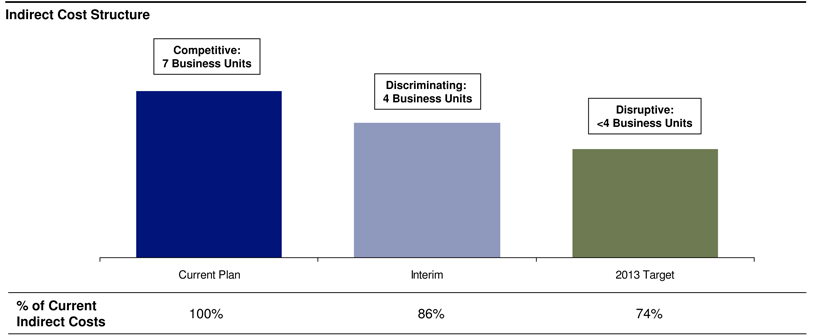 Indirect Cost Structure
Competitive:
7 Business Units
Discriminating:
4 Business Units
Disruptive:
<4 Business Units
Current Plan
Interim
2013 Target
% of Current
Indirect Costs
100%
86%
74%